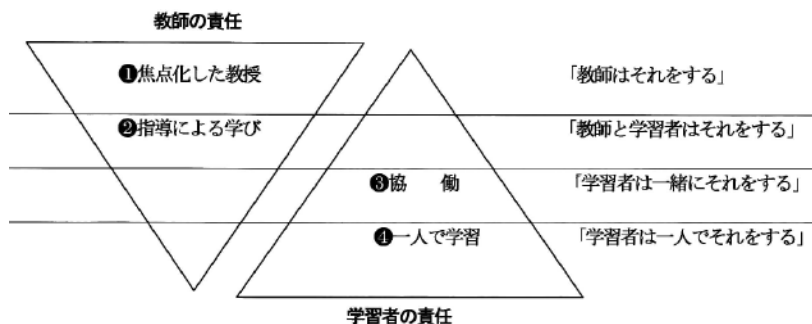 教師の責任
❶焦点化した教授 「教師はそれをする」
❷指導による学び 「教師と学習者はそれをする」
❸協　働 「学習者は一緒にそれをする」
❹一人で学習 「学習者は一人でそれをする」
学習者の責任